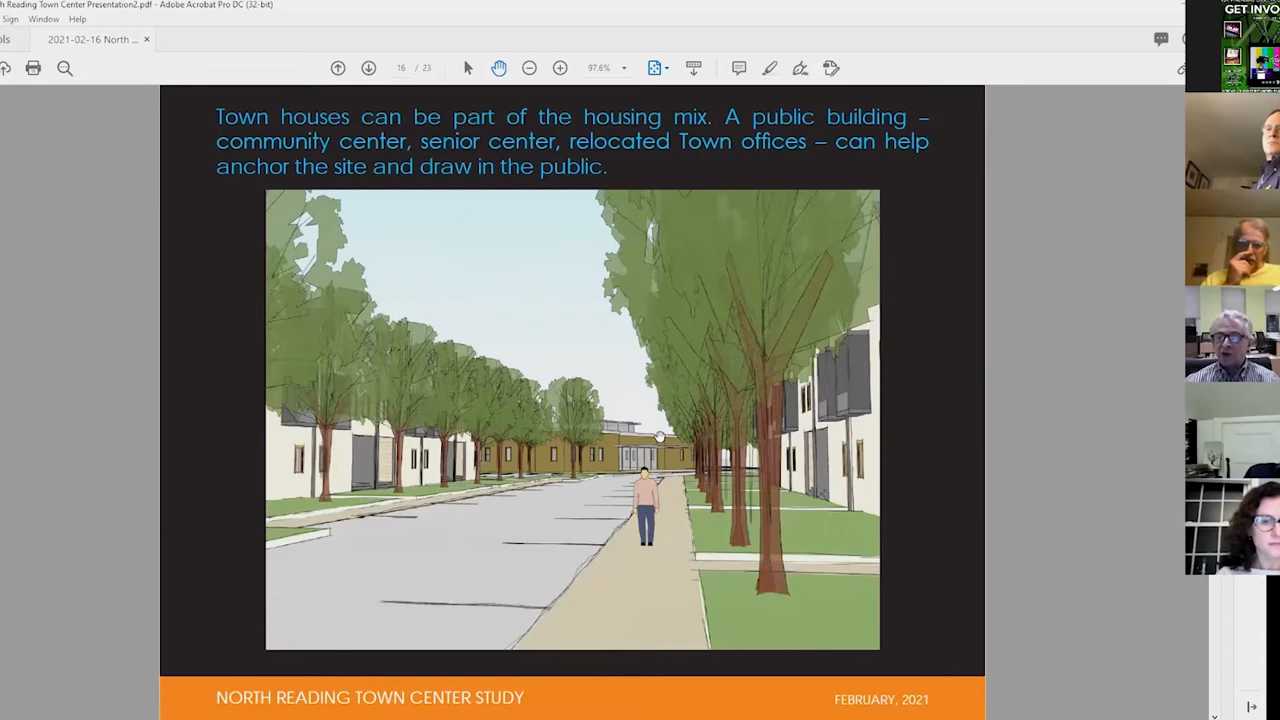 North Reading Town Center Presentation2.pdf - Adobe Acrobat Pro DC (32-bit)
Sign Window Help
2021-02-16 North ... ×
16 / 23
97.6%
GET INVO
Town houses can be part of the housing mix. A public building –
community center, senior center, relocated Town offices – can help
anchor the site and draw in the public.
NORTH READING TOWN CENTER STUDY
FEBRUARY, 2021